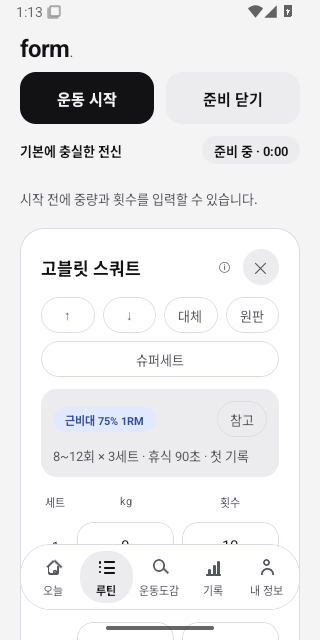 1:13
form.
운동 시작
준비 닫기
기본에 충실한 전신
준비 중 · 0:00
시작 전에 중량과 횟수를 입력할 수 있습니다.
고블릿 스쿼트
↑
↓
대체
원판
슈퍼세트
근비대 75% 1RM
참고
8~12회 × 3세트 · 휴식 90초 · 첫 기록
세트
kg
횟수
오늘
루틴
운동도감
기록
내 정보